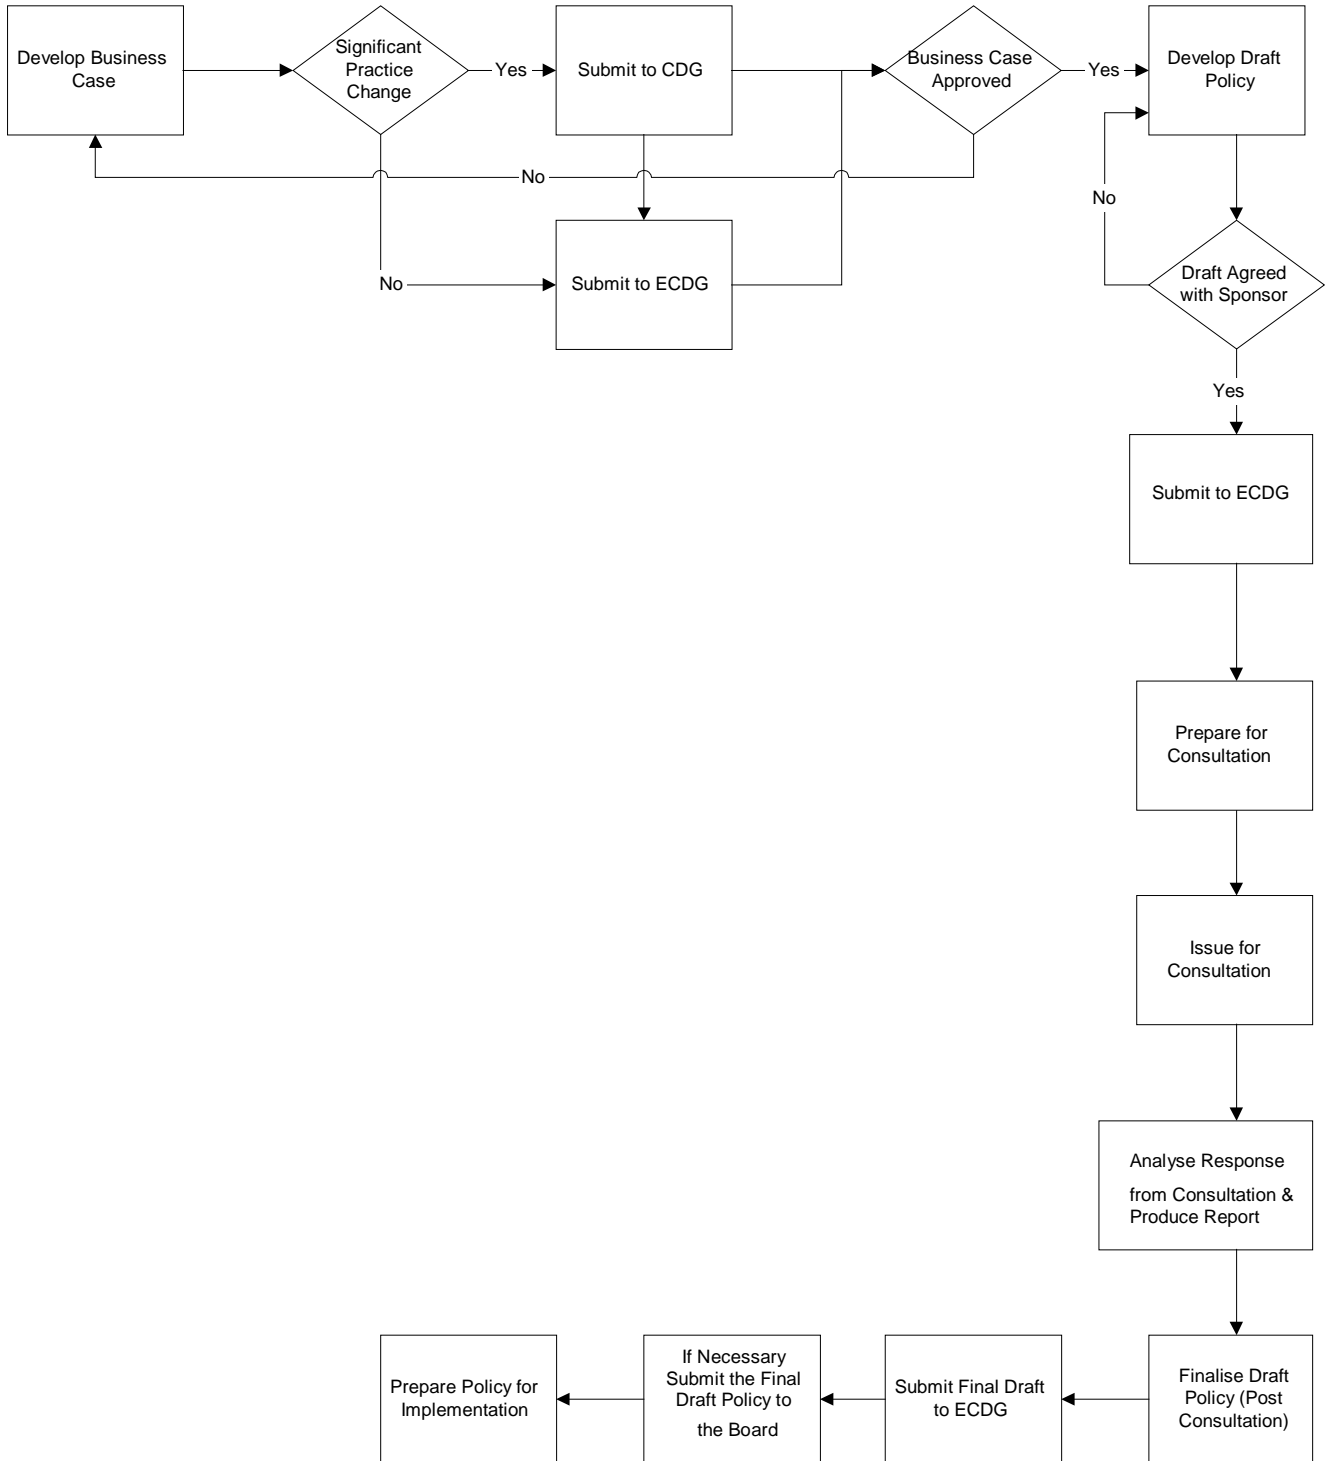 Develop Business
Case
Significant
Practice
Change
Yes
Submit to CDG
Business Case
Approved
Yes
Develop Draft
Policy
No
No
No
Submit to ECDG
Draft Agreed
with Sponsor
Yes
Submit to ECDG
Prepare for
Consultation
Issue for
Consultation
Analyse Response
from Consultation &
Produce Report
Finalise Draft
Policy (Post
Consultation)
Submit Final Draft
to ECDG
If Necessary
Submit the Final
Draft Policy to
the Board
Prepare Policy for
Implementation